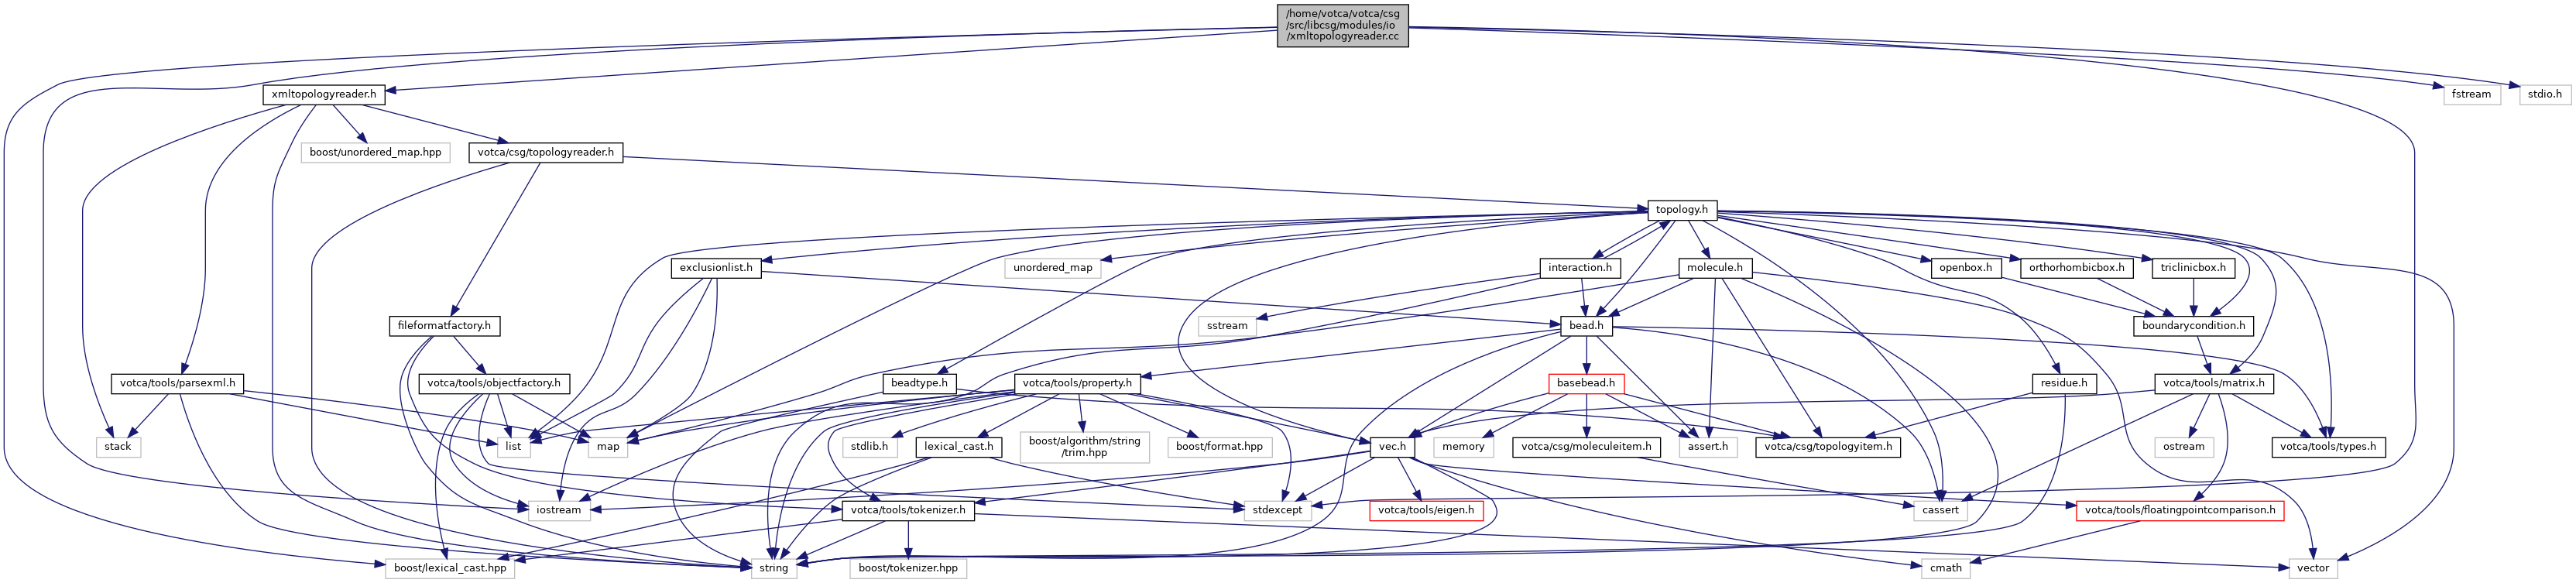 /home/votca/votca/csg
/src/libcsg/modules/io
/xmltopologyreader.cc
xmltopologyreader.h
fstream
stdio.h
boost/unordered_map.hpp
votca/csg/topologyreader.h
topology.h
exclusionlist.h
unordered_map
interaction.h
molecule.h
openbox.h
orthorhombicbox.h
triclinicbox.h
fileformatfactory.h
sstream
bead.h
boundarycondition.h
votca/tools/parsexml.h
votca/tools/objectfactory.h
beadtype.h
votca/tools/property.h
basebead.h
residue.h
votca/tools/matrix.h
stack
list
map
stdlib.h
lexical_cast.h
boost/algorithm/string
/trim.hpp
boost/format.hpp
vec.h
memory
votca/csg/moleculeitem.h
assert.h
votca/csg/topologyitem.h
ostream
votca/tools/types.h
iostream
votca/tools/tokenizer.h
stdexcept
votca/tools/eigen.h
cassert
votca/tools/floatingpointcomparison.h
boost/lexical_cast.hpp
string
boost/tokenizer.hpp
cmath
vector